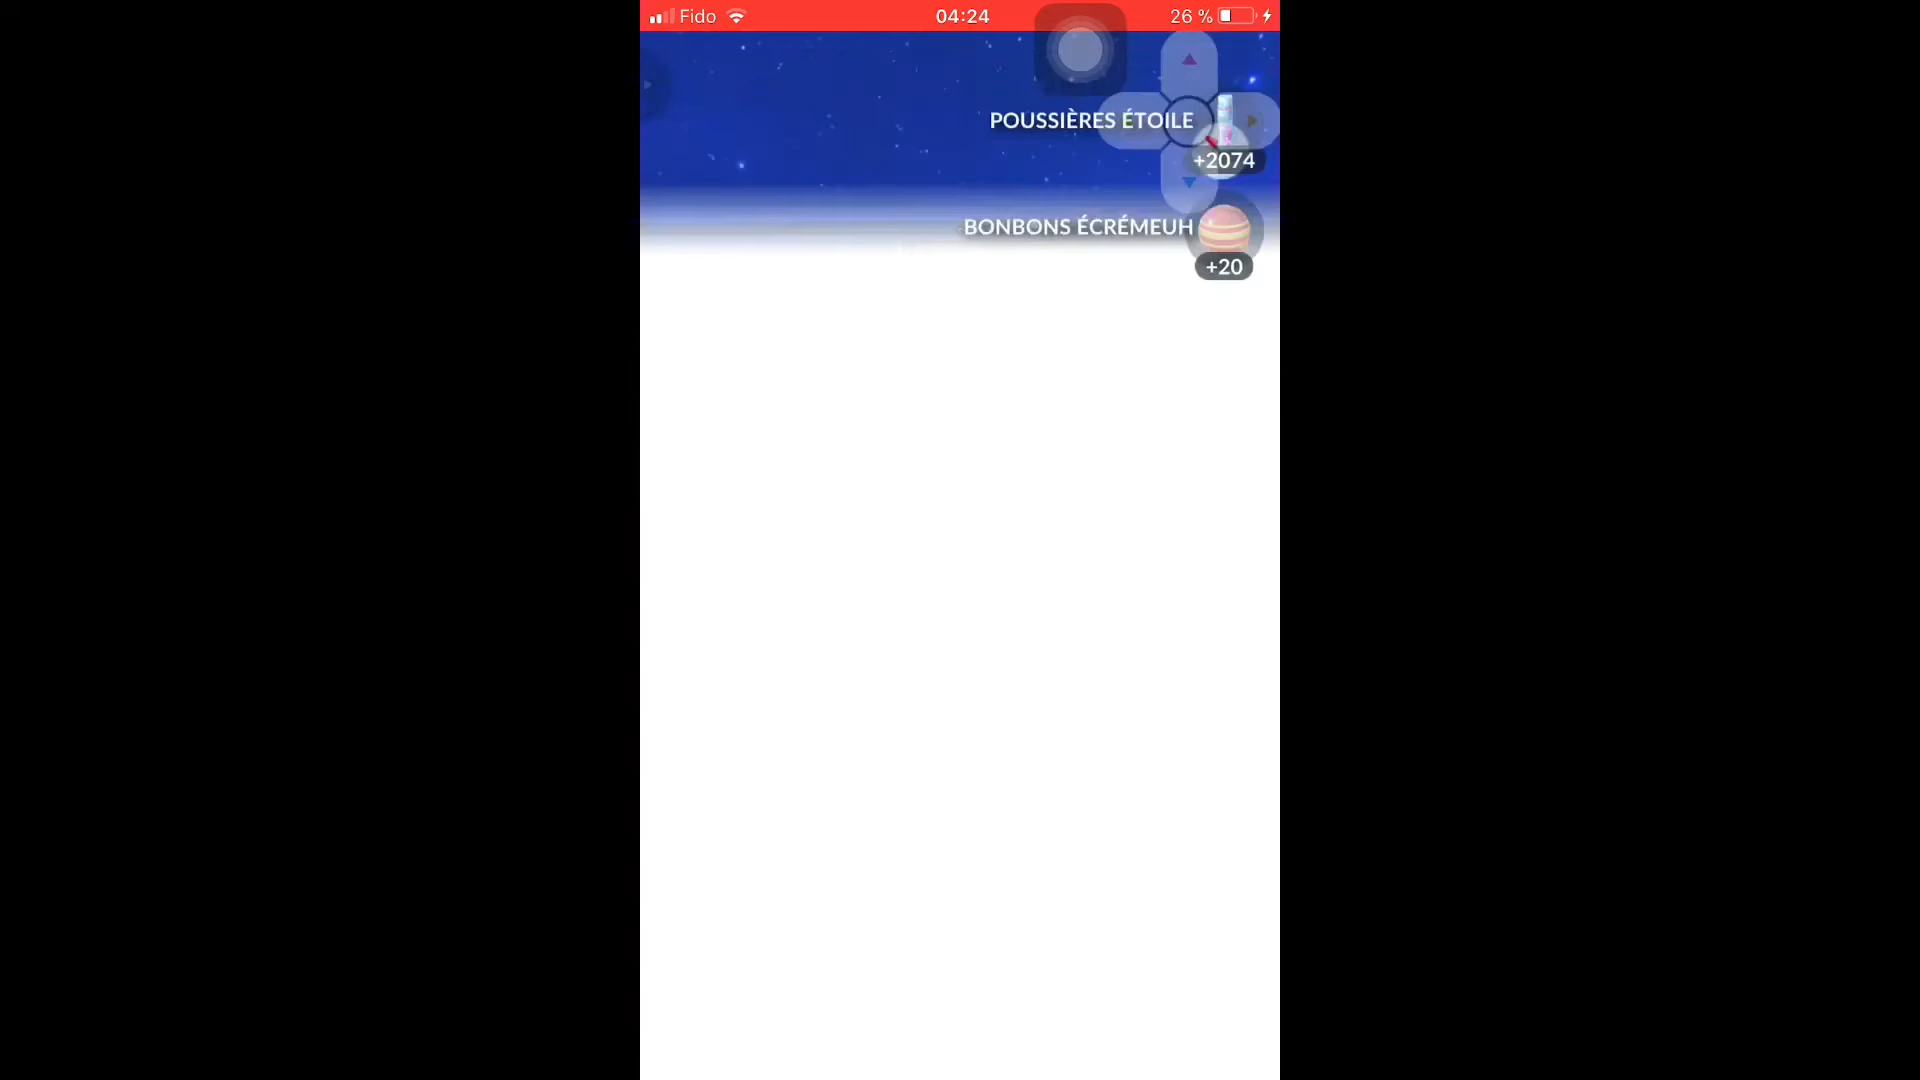 Fido 04:24 26 %
POUSSIÈRES ÉTOILE
+2074
BONBONS ÉCRÉMEUH
+20